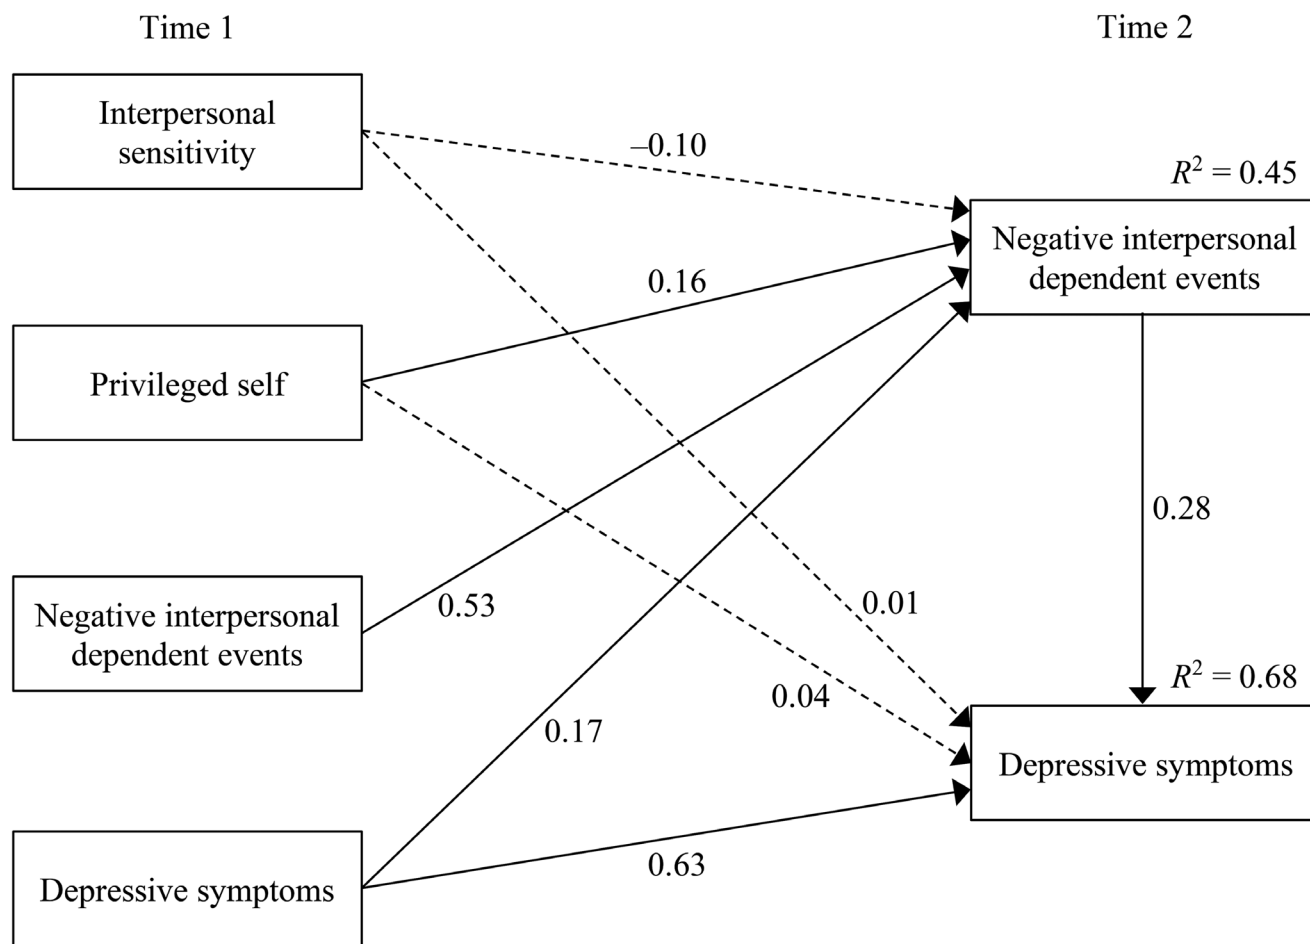 Time 1
Time 2
Interpersonal
sensitivity
–0.10
R² = 0.45
Negative interpersonal
dependent events
0.16
Privileged self
0.28
Negative interpersonal
dependent events
0.53
0.01
R² = 0.68
0.04
0.17
Depressive symptoms
0.63
Depressive symptoms